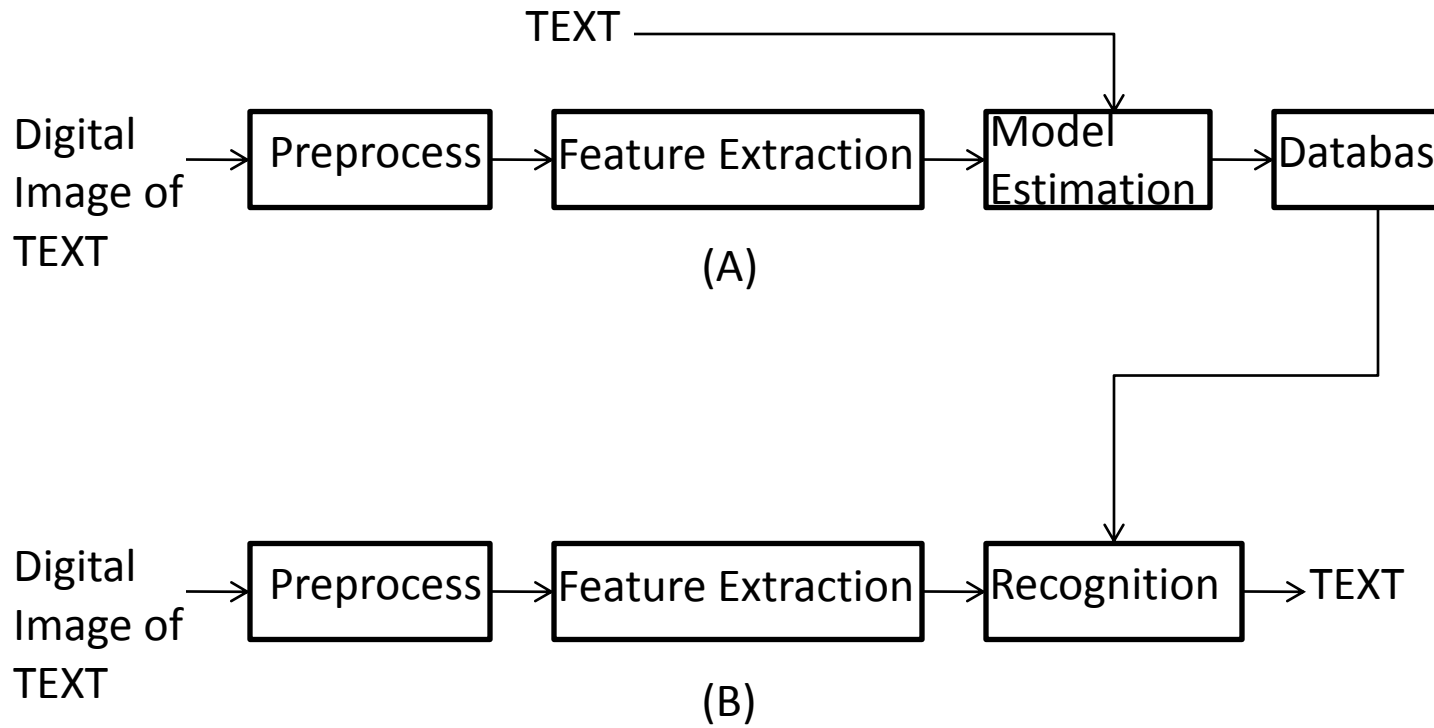 TEXT
Digital
Image of
TEXT
Preprocess
Feature Extraction
Model
Estimation
Databas
(A)
Digital
Image of
TEXT
Preprocess
Feature Extraction
Recognition
TEXT
(B)